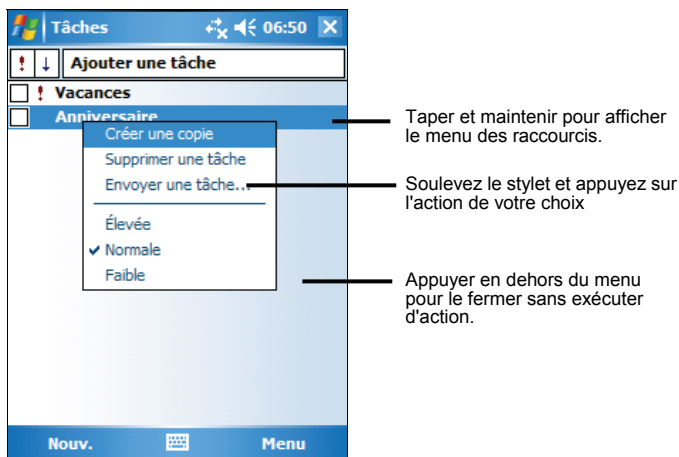 Tâches 06:50
! ↓ Ajouter une tâche
! Vacances
Anniversaire
Créer une copie
Supprimer une tâche
Envoyer une tâche...
Élevée
Normale
Faible
Nouv. Menu
Taper et maintenir pour afficher
le menu des raccourcis.
Soulevez le stylet et appuyez sur
l'action de votre choix
Appuyer en dehors du menu
pour le fermer sans exécuter
d'action.